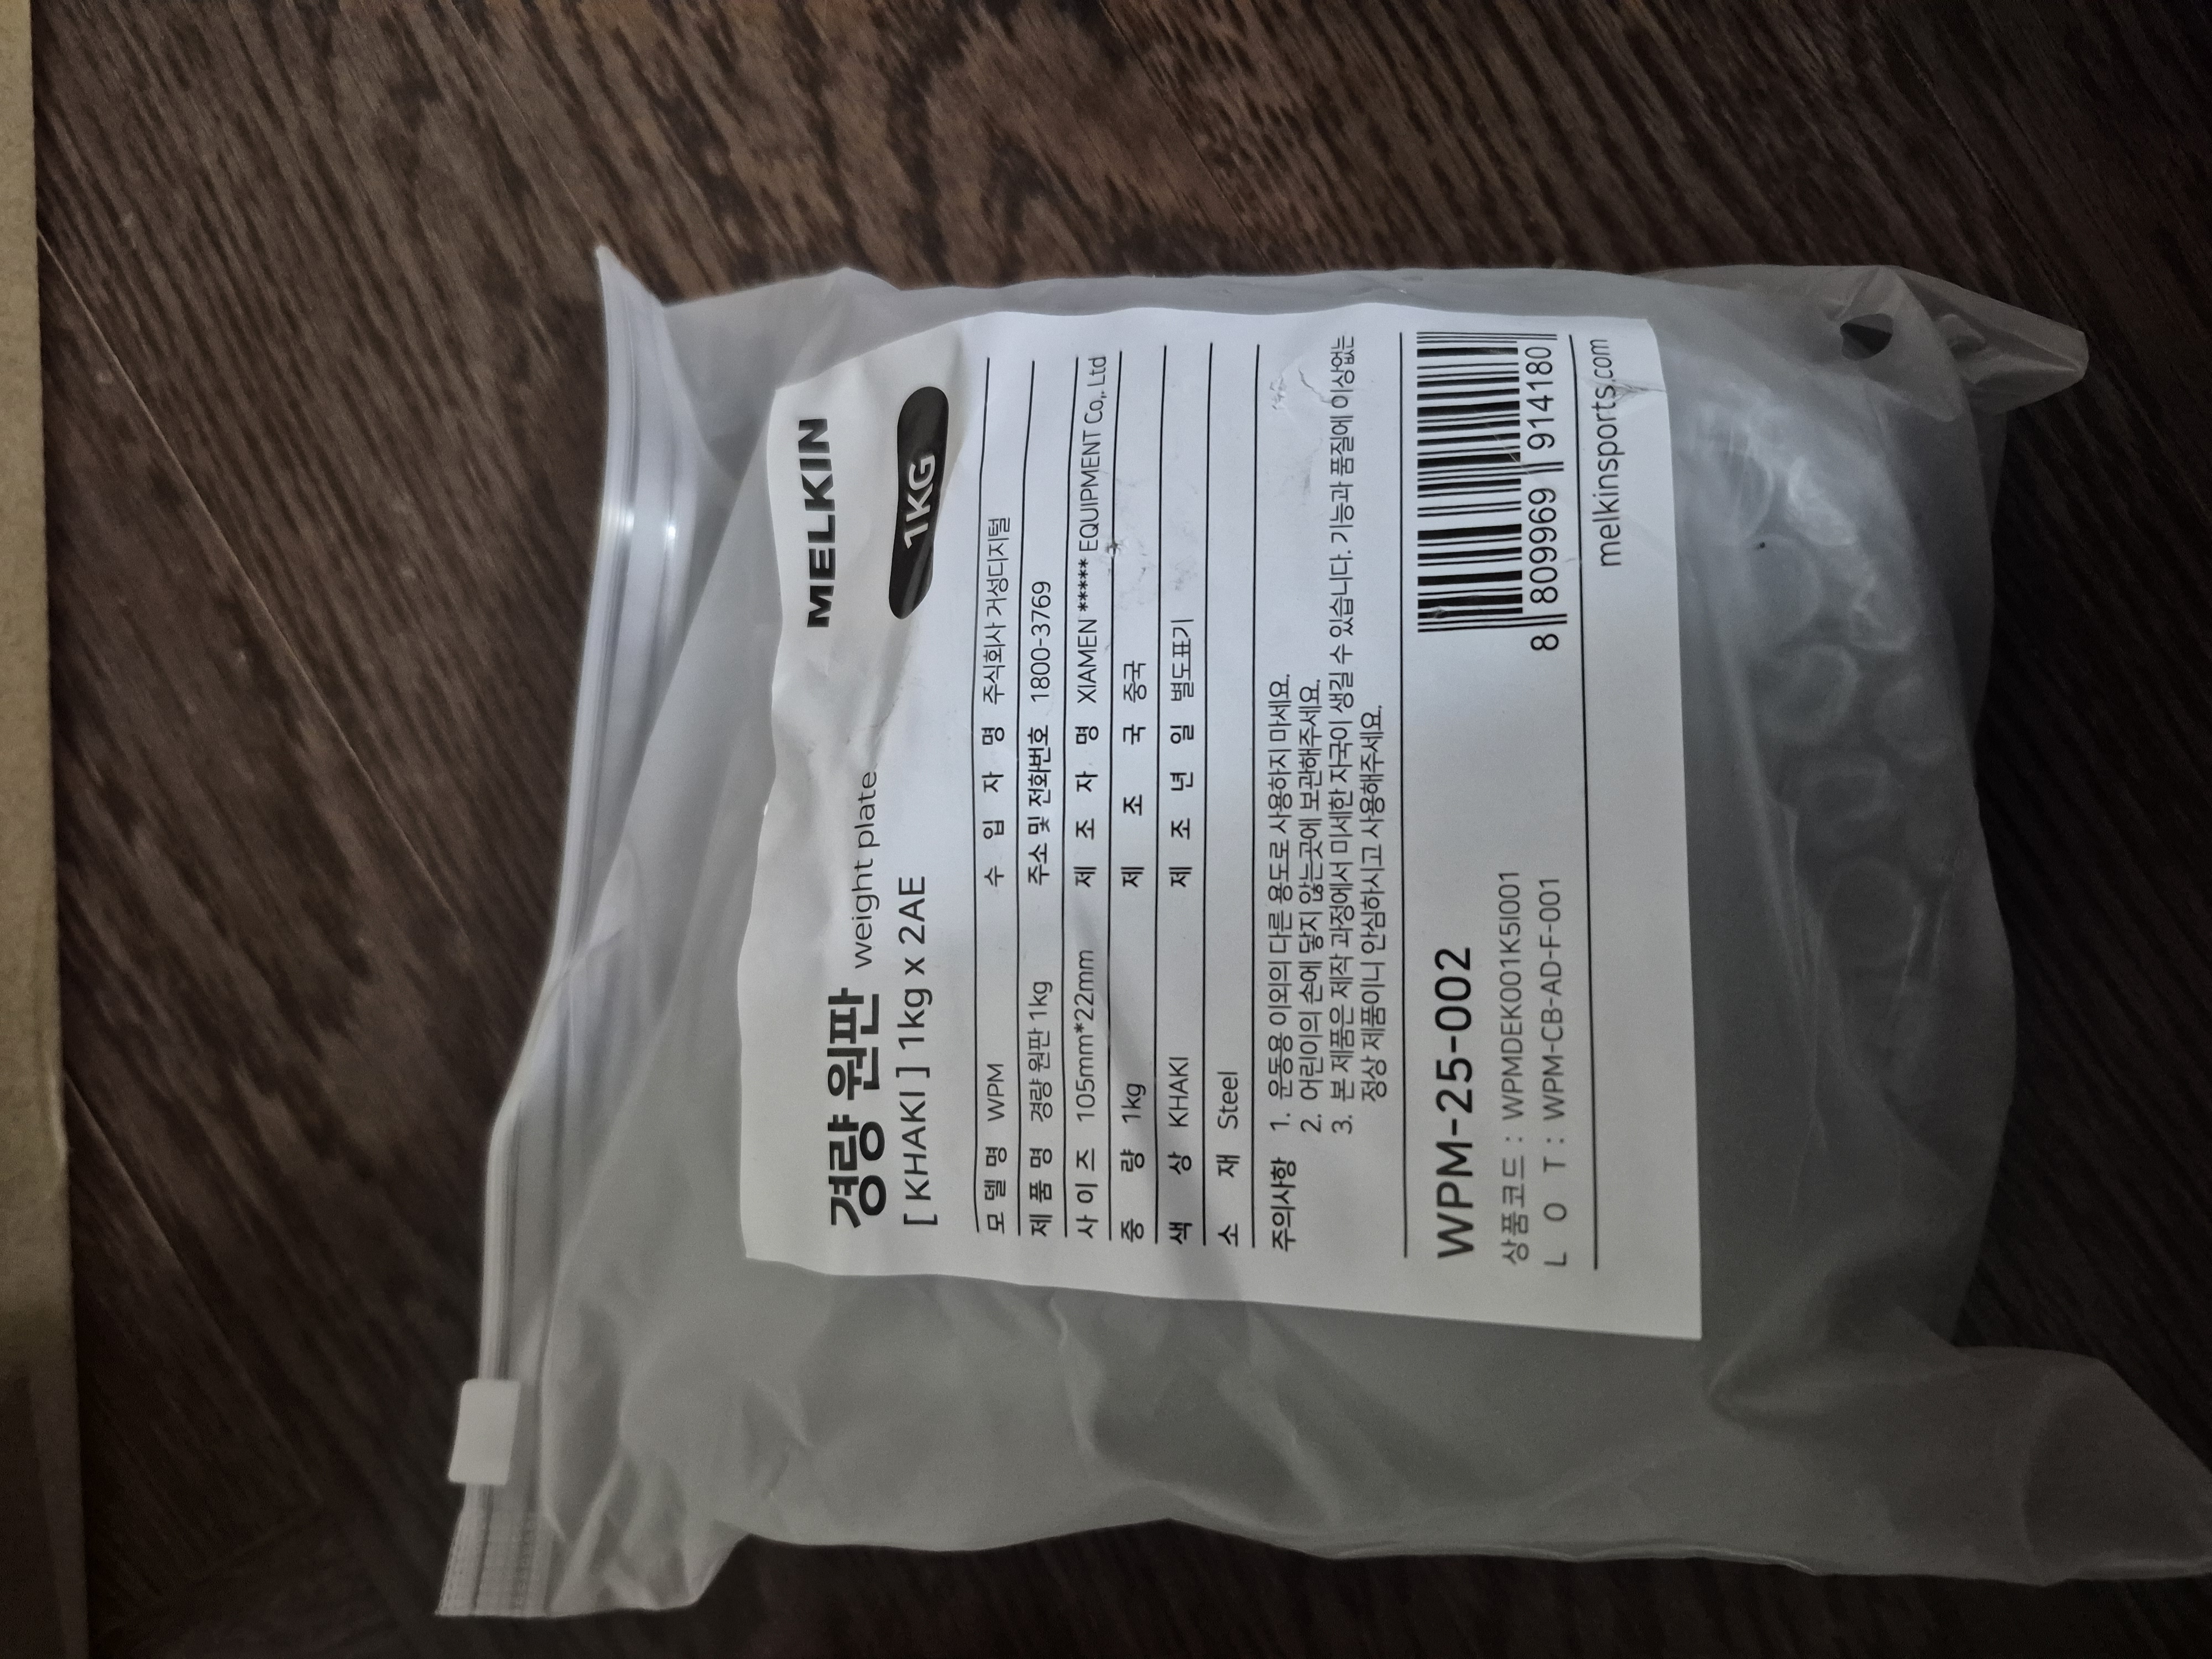 MELKIN
경량 원판 weight plate
[ KHAKI ] 1kg x 2AE
1KG
모델명 WPM 수입자명 주식회사 거성디지털
제품명 경량 원판 1kg 주소 및 전화번호 1800-3769
사이즈 105mm*22mm 제조자명 XIAMEN ***** EQUIPMENT Co,. Ltd
중량 1kg 제조국 중국
색상 KHAKI 제조년일 별도표기
소재 Steel
주의사항 1. 운동용 이외의 다른 용도로 사용하지 마세요.
2. 어린이의 손에 닿지 않는곳에 보관해주세요.
3. 본 제품은 제작 과정에서 미세한 자국이 생길 수 있습니다. 기능과 품질에 이상없는
정상 제품이니 안심하시고 사용해주세요.
WPM-25-002
상품코드 : WPMDEK001K5I001
LOT : WPM-CB-AD-F-001
8 809969 914180
melkinsports.com